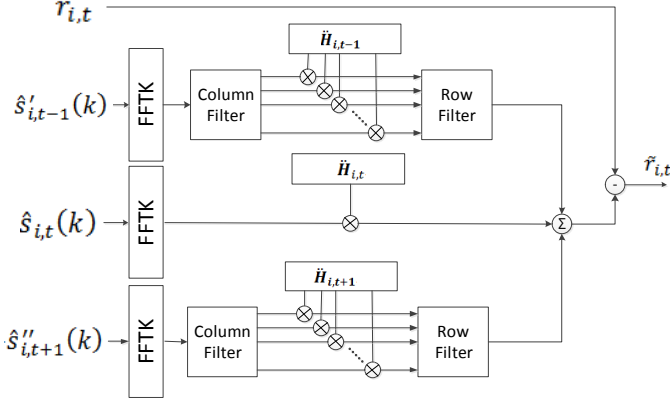 r_{i,t}
Ḧ_{i,t−1}
ŝ′_{i,t−1}(k)
FFTK
Column Filter
Row Filter
r̃_{i,t}
Ḧ_{i,t}
-
ŝ_{i,t}(k)
FFTK
Σ
Ḧ_{i,t+1}
ŝ″_{i,t+1}(k)
FFTK
Column Filter
Row Filter